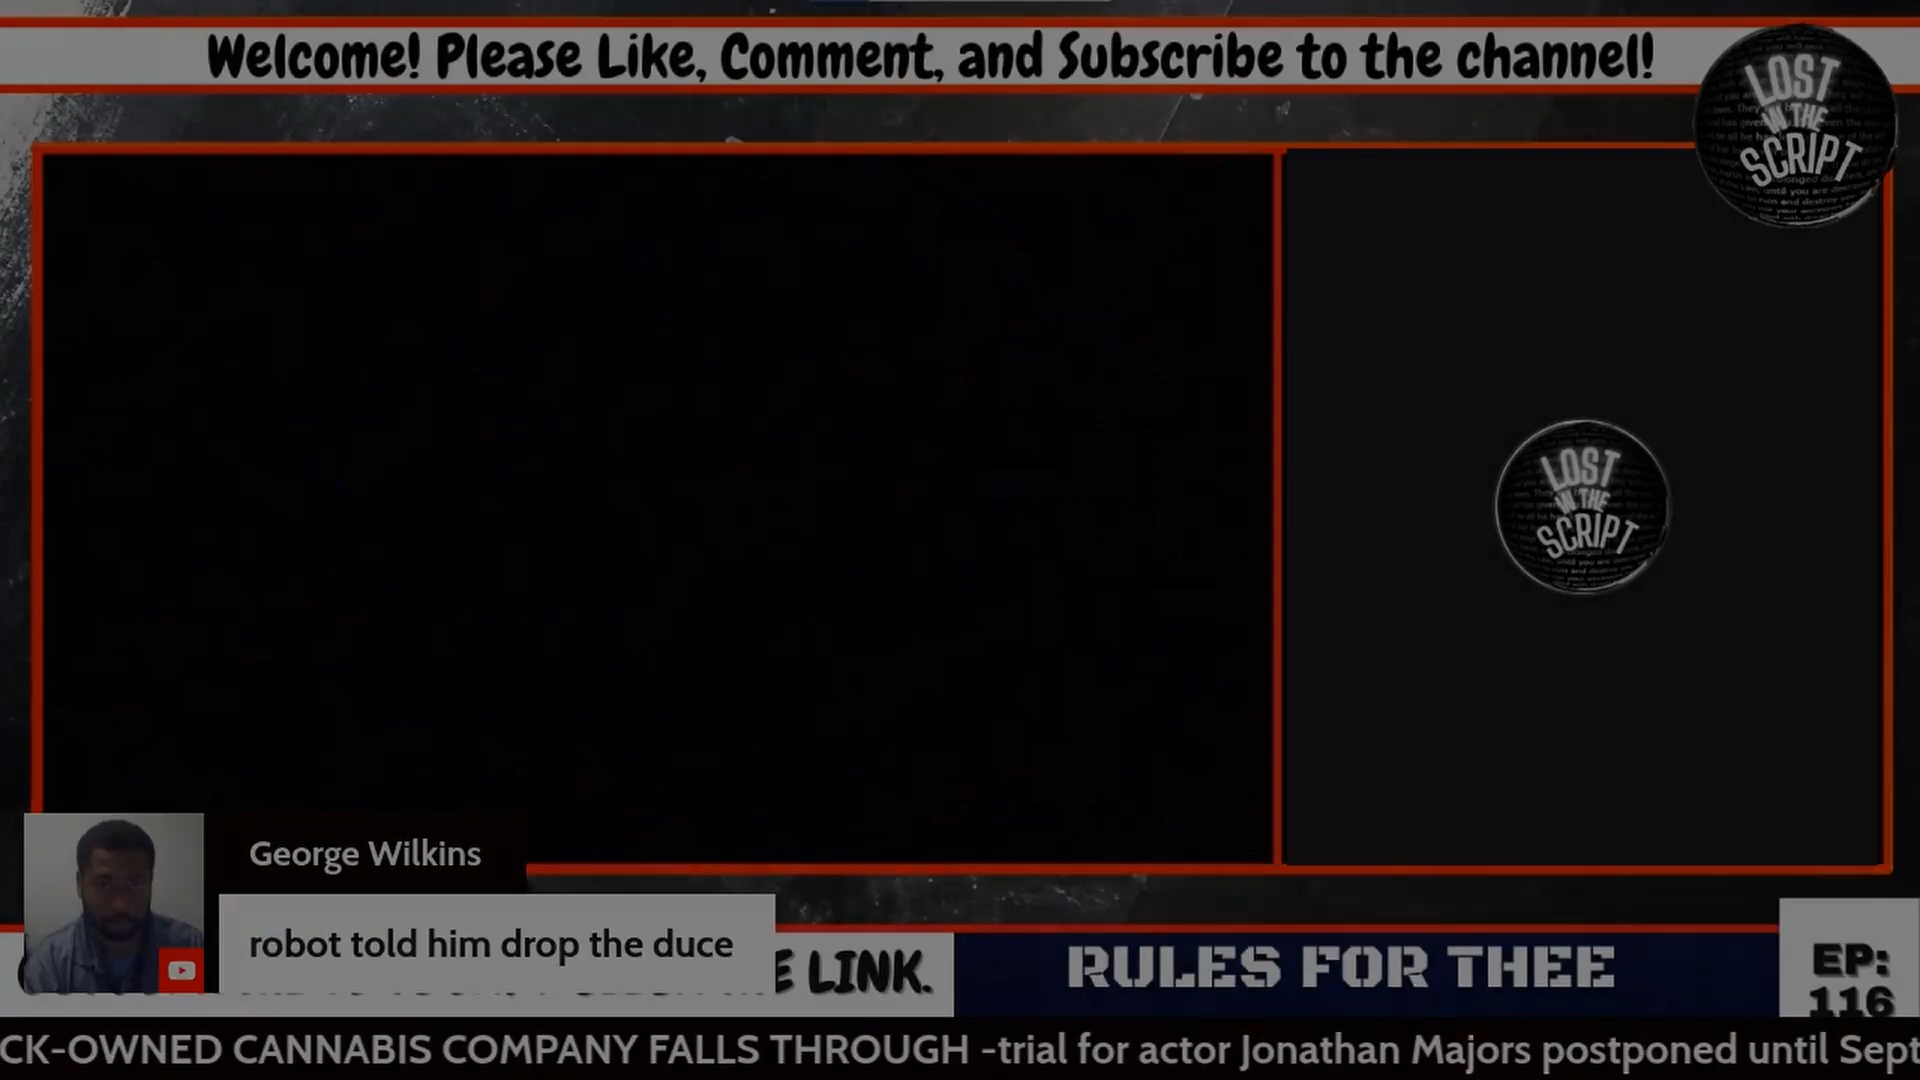 Welcome! Please Like, Comment, and Subscribe to the channel!
LOST
IN THE
SCRIPT
LOST
IN THE
SCRIPT
George Wilkins
robot told him drop the duce
LINK.
RULES FOR THEE
EP:
116
CK-OWNED CANNABIS COMPANY FALLS THROUGH -trial for actor Jonathan Majors postponed until Sept